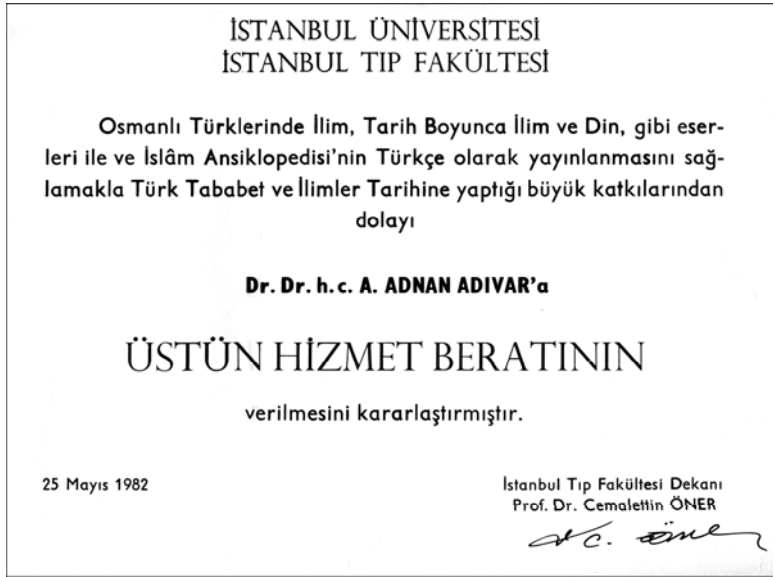 İSTANBUL ÜNİVERSİTESİ
İSTANBUL TIP FAKÜLTESİ
Osmanlı Türklerinde İlim, Tarih Boyunca İlim ve Din, gibi eser-
leri ile ve İslâm Ansiklopedisi'nin Türkçe olarak yayınlanmasını sağ-
lamakla Türk Tababet ve İlimler Tarihine yaptığı büyük katkılarından
dolayı
Dr. Dr. h. c. A. ADNAN ADIVAR'a
ÜSTÜN HİZMET BERATININ
verilmesini kararlaştırmıştır.
25 Mayıs 1982
İstanbul Tıp Fakültesi Dekanı
Prof. Dr. Cemalettin ÖNER